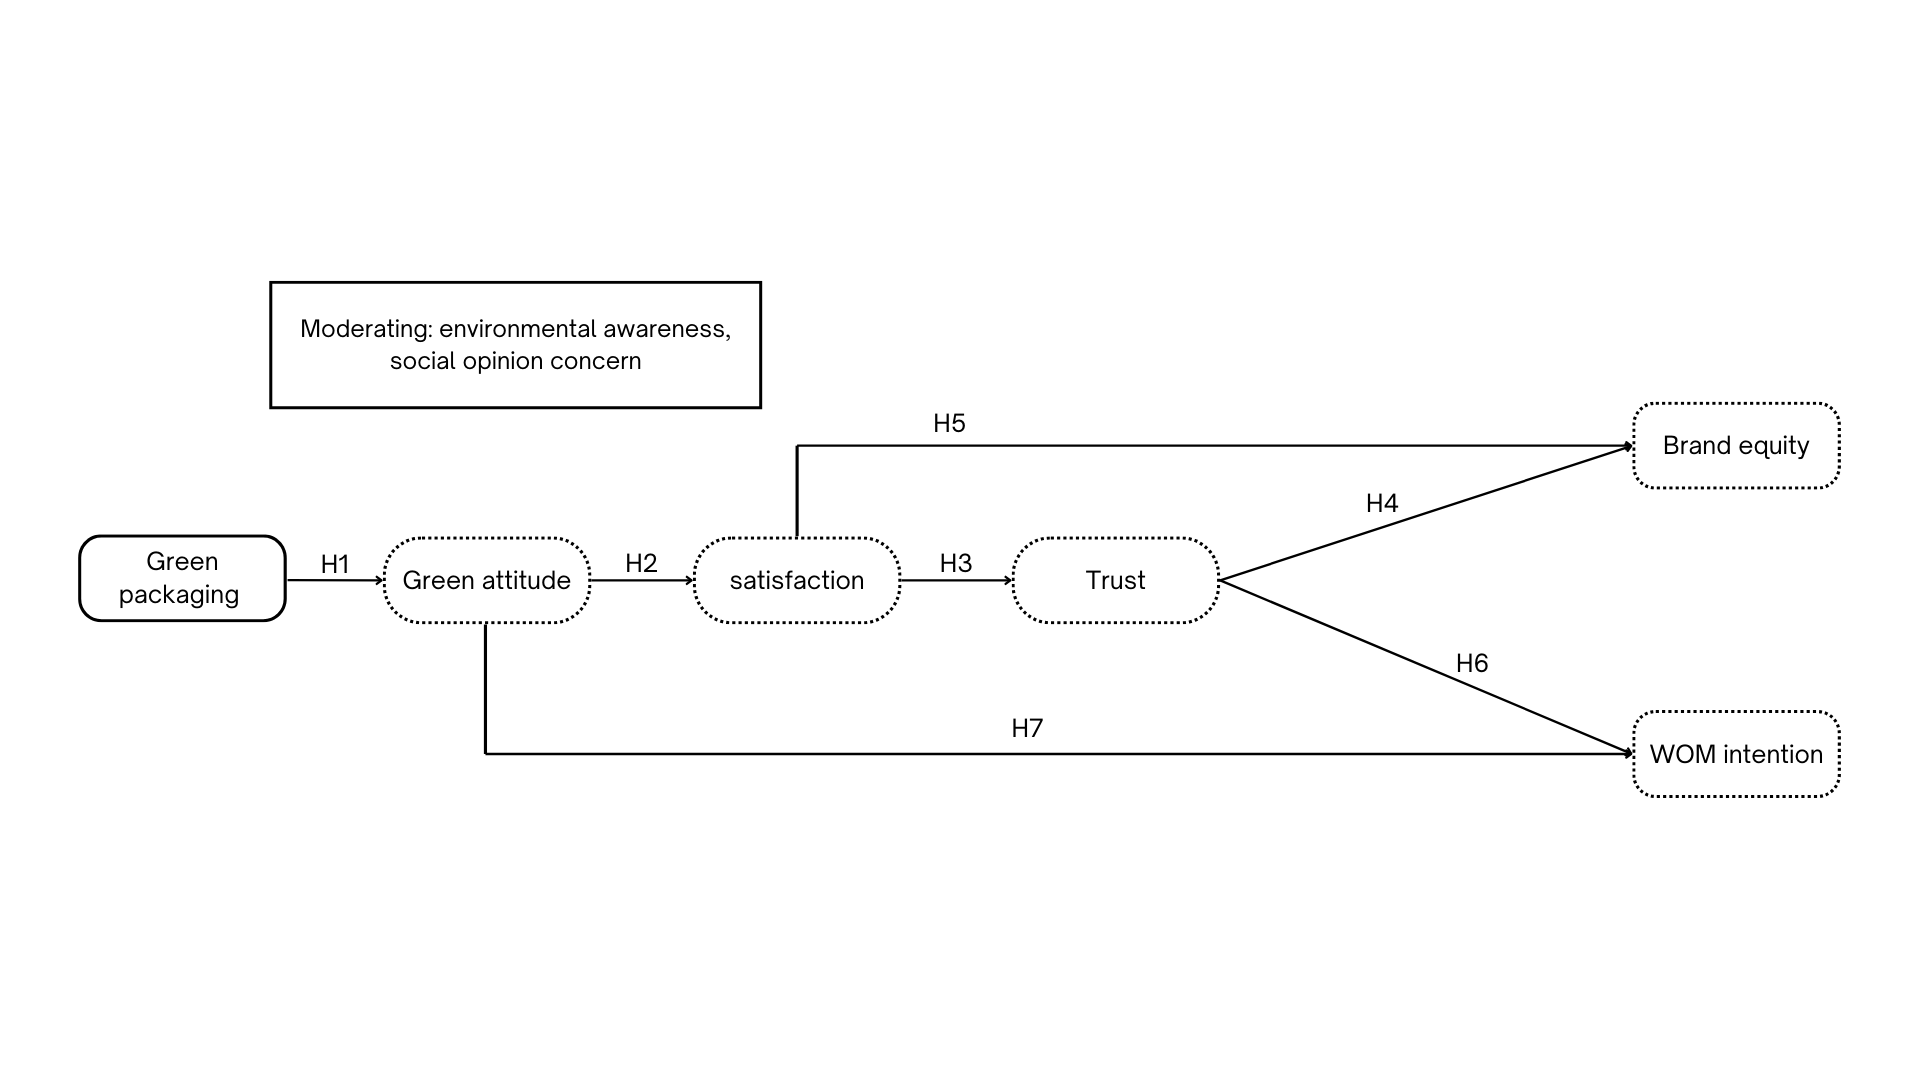 Moderating: environmental awareness,
social opinion concern
H5
Brand equity
H4
Green
packaging
H1
Green attitude
H2
satisfaction
H3
Trust
H6
H7
WOM intention